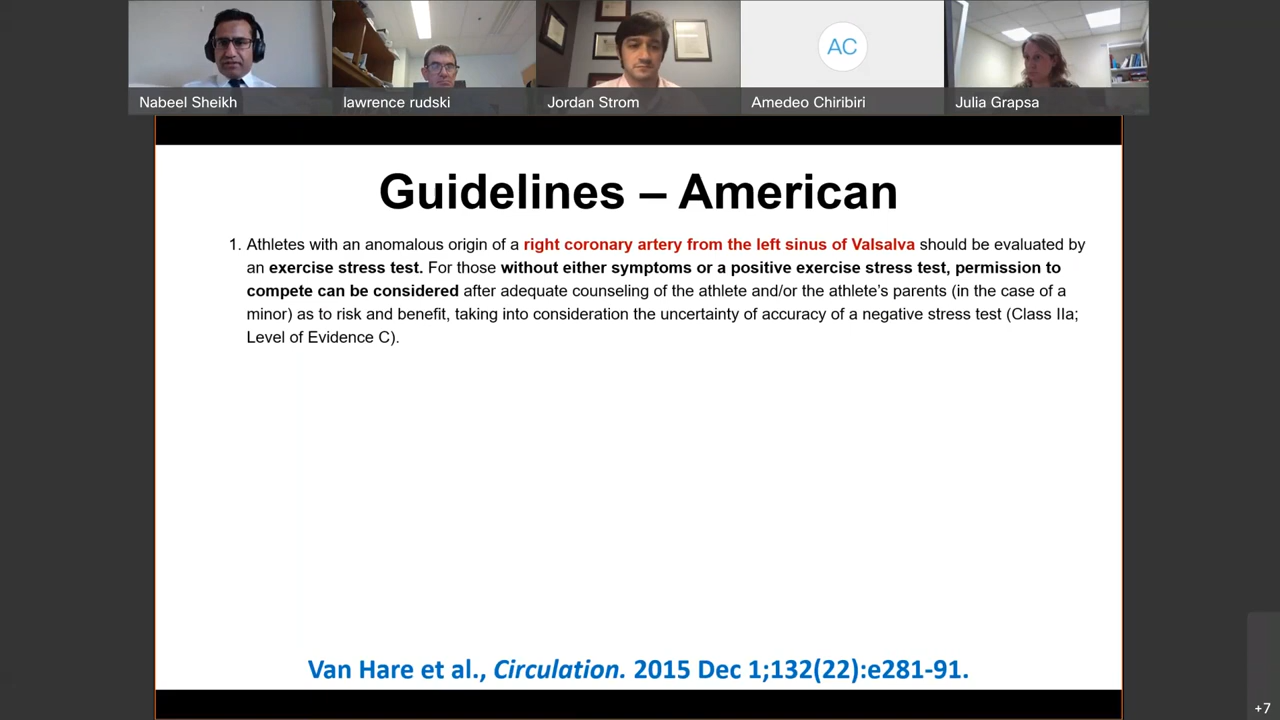 Nabeel Sheikh
lawrence rudski
Jordan Strom
AC
Amedeo Chiribiri
Julia Grapsa
Guidelines – American
1. Athletes with an anomalous origin of a right coronary artery from the left sinus of Valsalva should be evaluated by
an exercise stress test. For those without either symptoms or a positive exercise stress test, permission to
compete can be considered after adequate counseling of the athlete and/or the athlete's parents (in the case of a
minor) as to risk and benefit, taking into consideration the uncertainty of accuracy of a negative stress test (Class IIa;
Level of Evidence C).
Van Hare et al., Circulation. 2015 Dec 1;132(22):e281-91.
+7